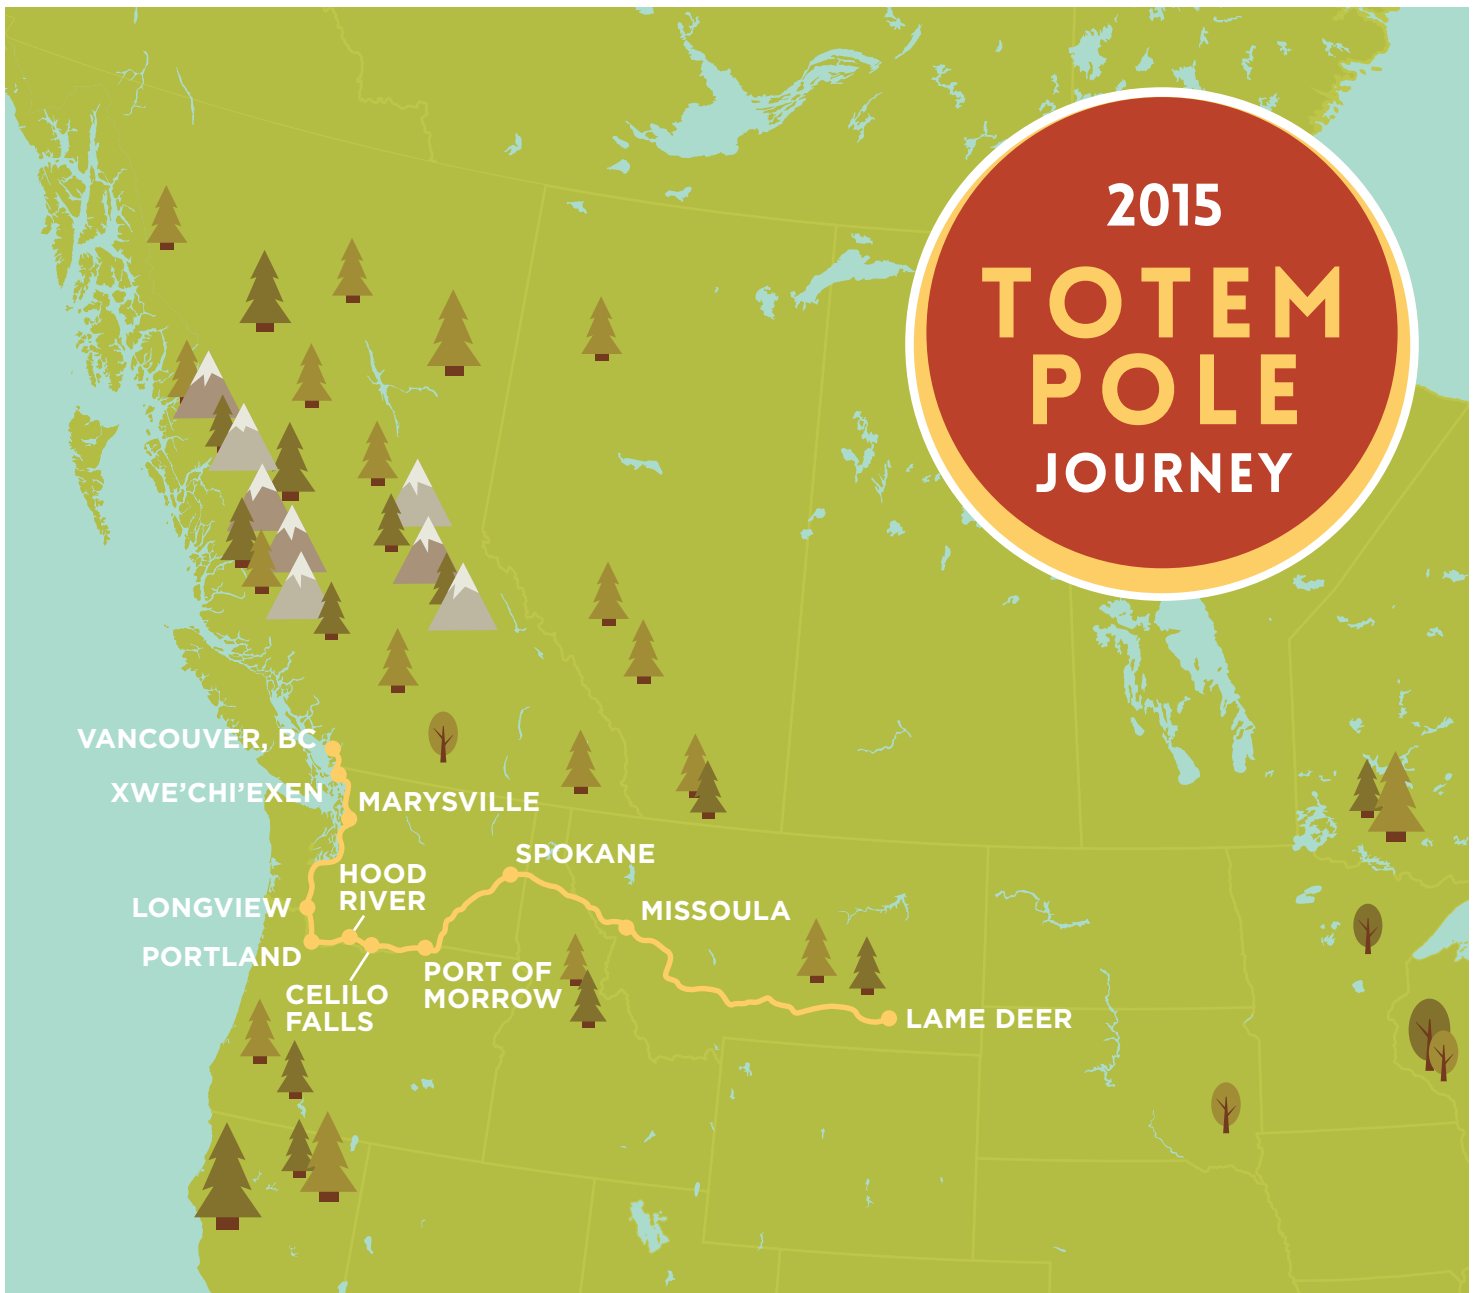 2015
TOTEM
POLE
JOURNEY
VANCOUVER, BC
XWE'CHI'EXEN
MARYSVILLE
SPOKANE
HOOD
RIVER
LONGVIEW
MISSOULA
PORTLAND
PORT OF
MORROW
CELILO
FALLS
LAME DEER